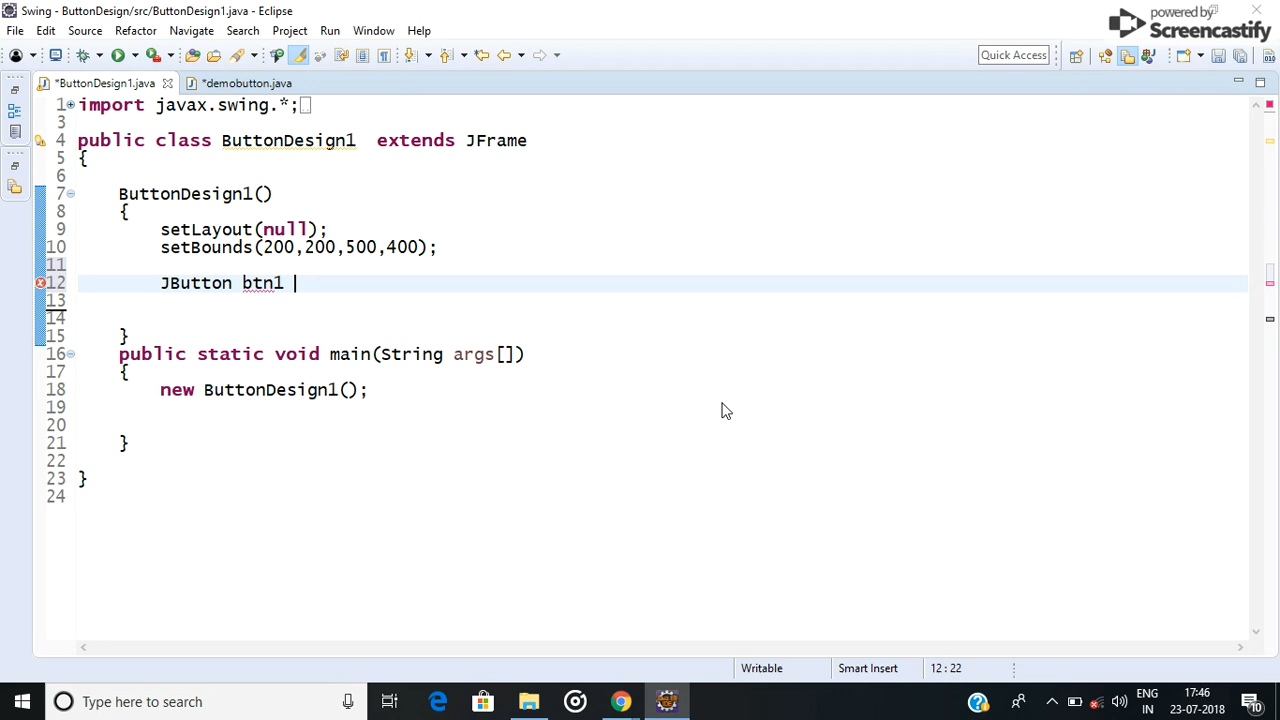 Swing - ButtonDesign/src/ButtonDesign1.java - Eclipse
powered by
Screencastify
File Edit Source Refactor Navigate Search Project Run Window Help
Quick Access
*ButtonDesign1.java *demobutton.java
1 import javax.swing.*;
3
4 public class ButtonDesign1  extends JFrame
5 {
6
7     ButtonDesign1()
8     {
9         setLayout(null);
10         setBounds(200,200,500,400);
11
12         JButton btn1
13
14
15     }
16     public static void main(String args[])
17     {
18         new ButtonDesign1();
19
20
21     }
22
23 }
24
Writable Smart Insert 12 : 22
Type here to search
ENG 17:46
IN 23-07-2018 10